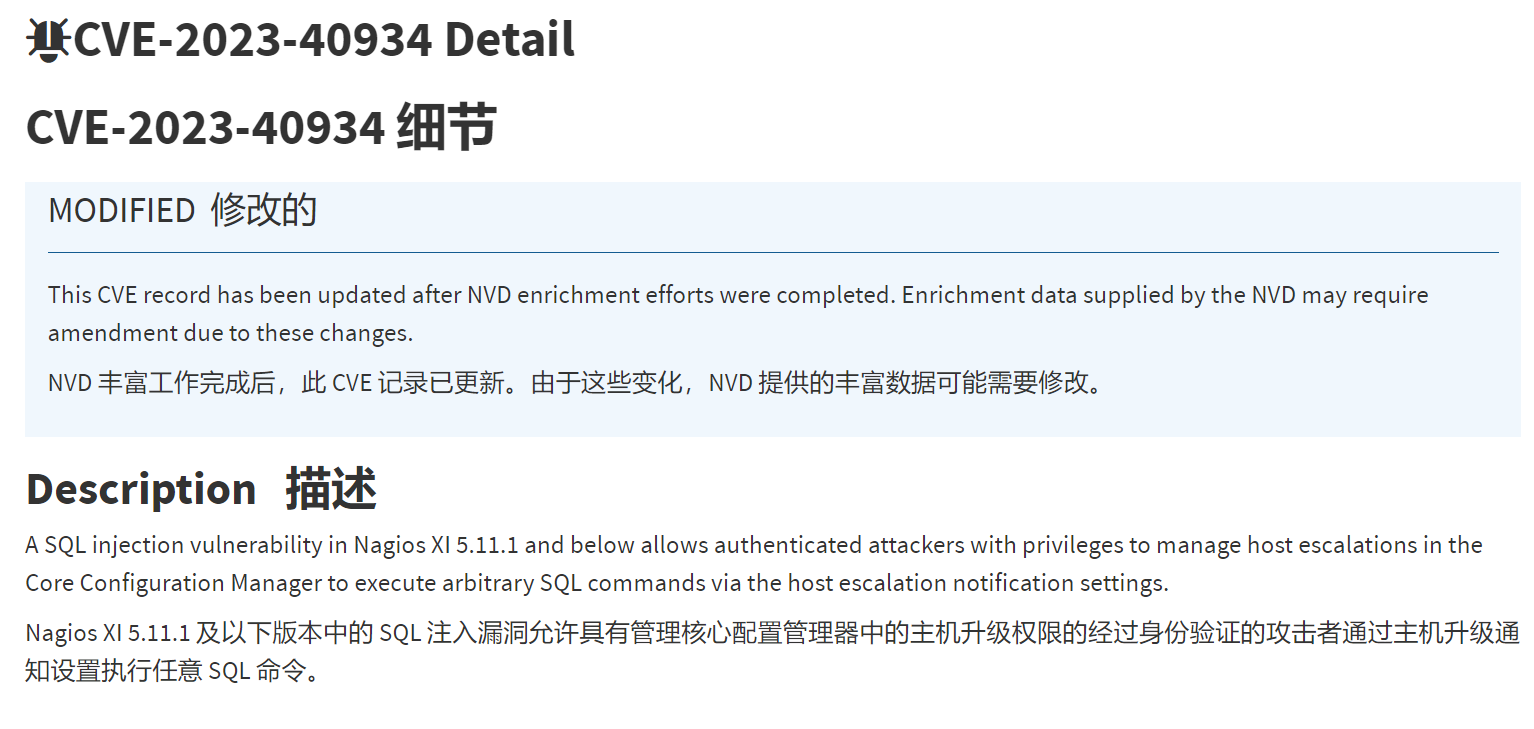 CVE-2023-40934 Detail
CVE-2023-40934 细节
MODIFIED 修改的
This CVE record has been updated after NVD enrichment efforts were completed. Enrichment data supplied by the NVD may require
amendment due to these changes.
NVD 丰富工作完成后，此 CVE 记录已更新。由于这些变化，NVD 提供的丰富数据可能需要修改。
Description 描述
A SQL injection vulnerability in Nagios XI 5.11.1 and below allows authenticated attackers with privileges to manage host escalations in the
Core Configuration Manager to execute arbitrary SQL commands via the host escalation notification settings.
Nagios XI 5.11.1 及以下版本中的 SQL 注入漏洞允许具有管理核心配置管理器中的主机升级权限的经过身份验证的攻击者通过主机升级通
知设置执行任意 SQL 命令。